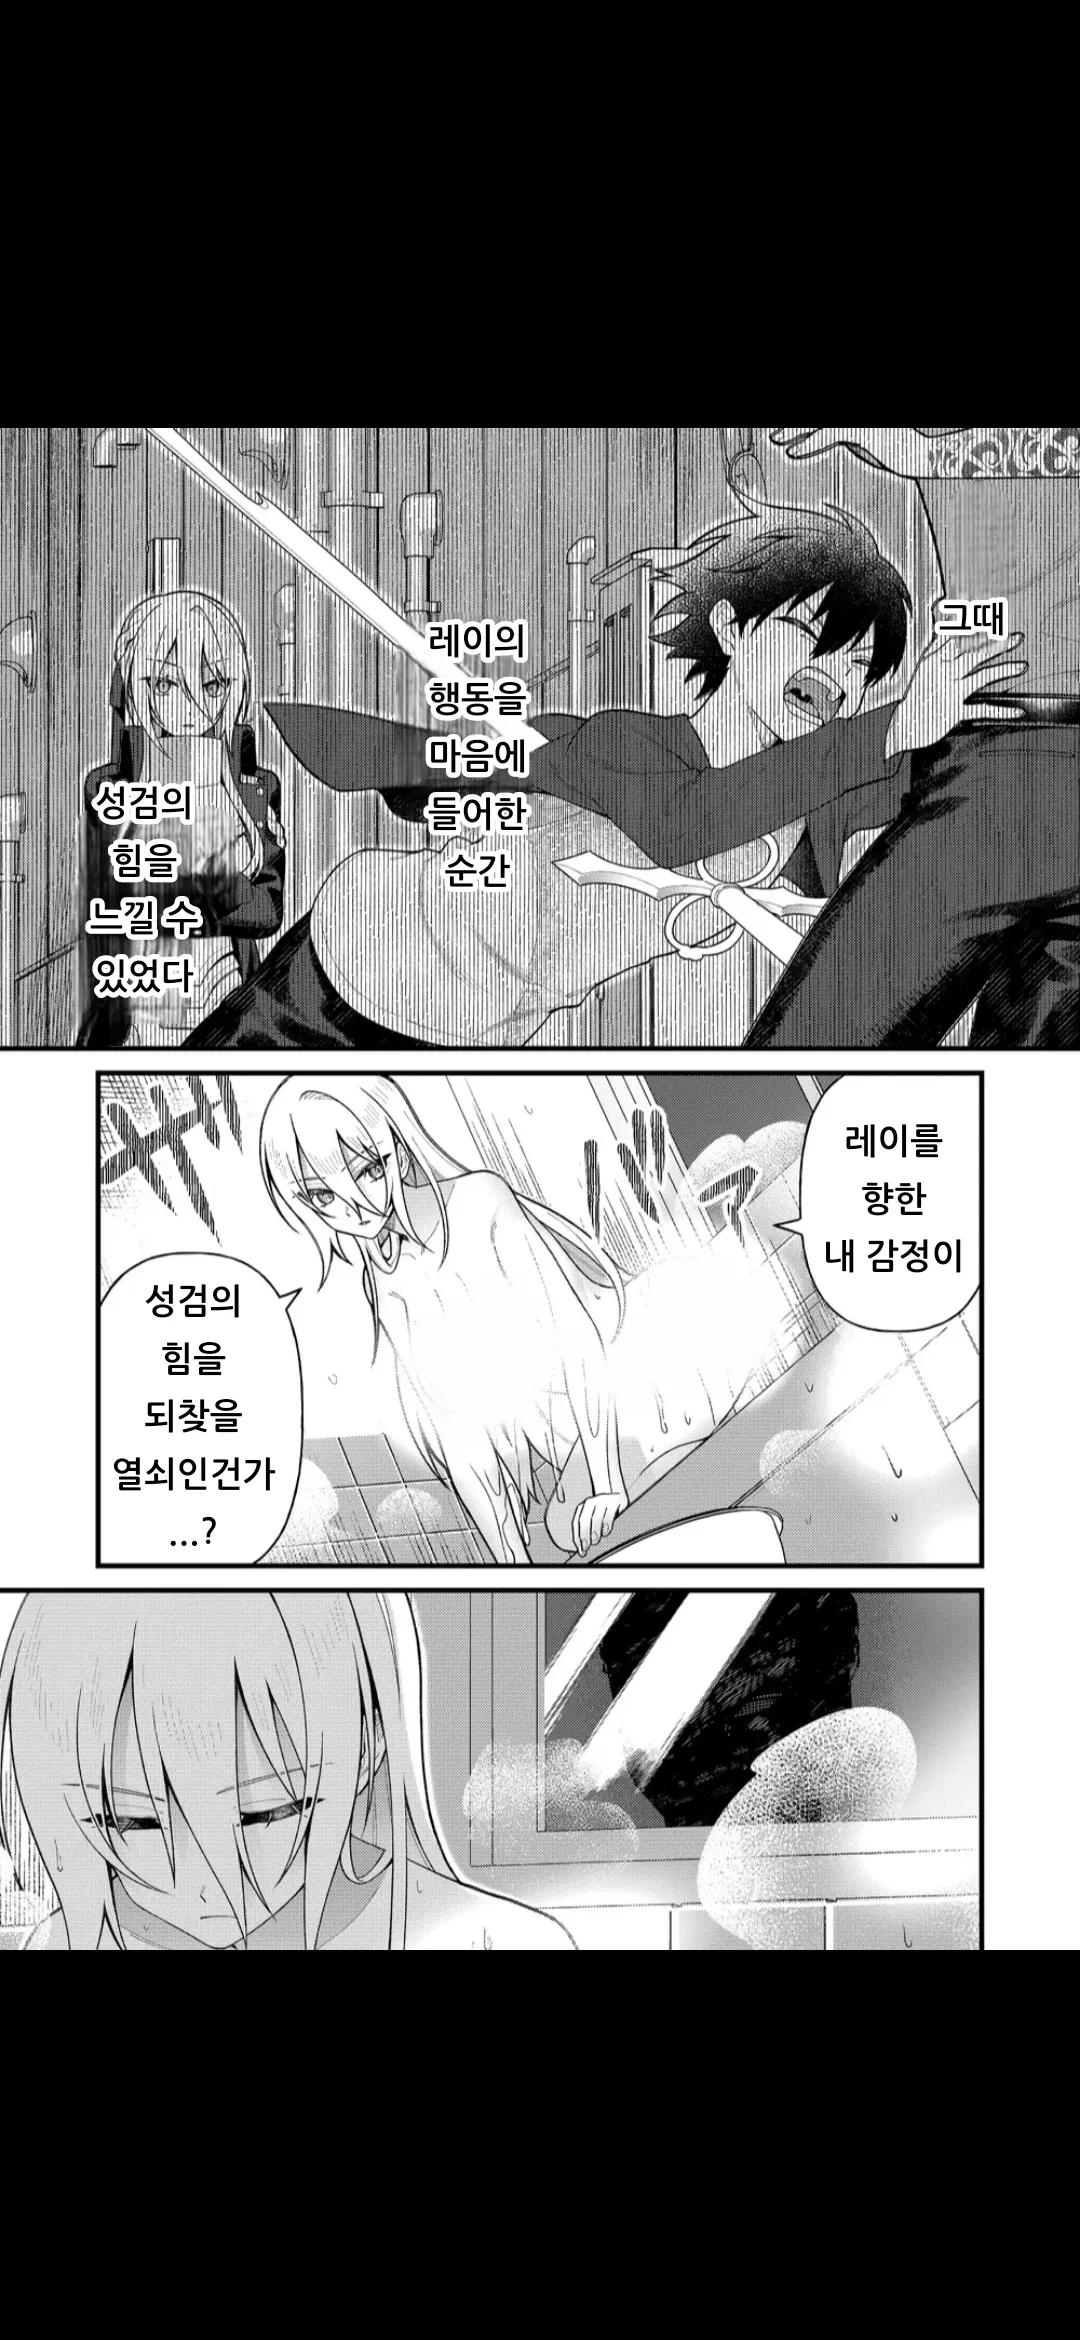 그때
레이의
행동을
마음에
들어한
순간
성검의
힘을
느낄 수
있었다
레이를
향한
내 감정이
성검의
힘을
되찾을
열쇠인건가
...?